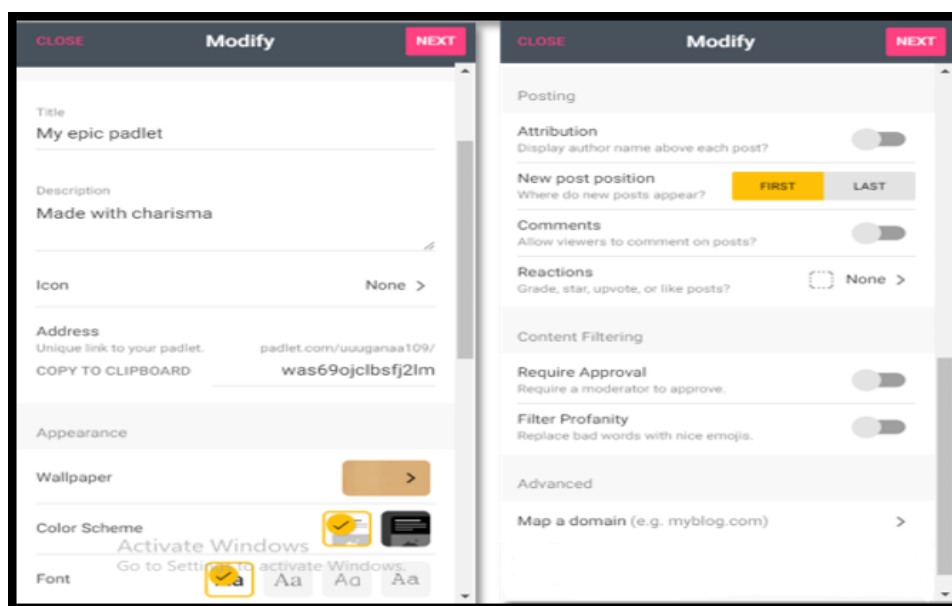 CLOSE Modify NEXT
Title
My epic padlet
Description
Made with charisma
Icon None >
Address
Unique link to your padlet. padlet.com/uuuganaa109/
COPY TO CLIPBOARD was69ojclbsfj2lm
Appearance
Wallpaper >
Color Scheme
Activate Windows
Go to Settings to activate Windows.
Font Aa Aa Aa Aa
CLOSE Modify NEXT
Posting
Attribution
Display author name above each post?
New post position FIRST LAST
Where do new posts appear?
Comments
Allow viewers to comment on posts?
Reactions None >
Grade, star, upvote, or like posts?
Content Filtering
Require Approval
Require a moderator to approve.
Filter Profanity
Replace bad words with nice emojis.
Advanced
Map a domain (e.g. myblog.com) >